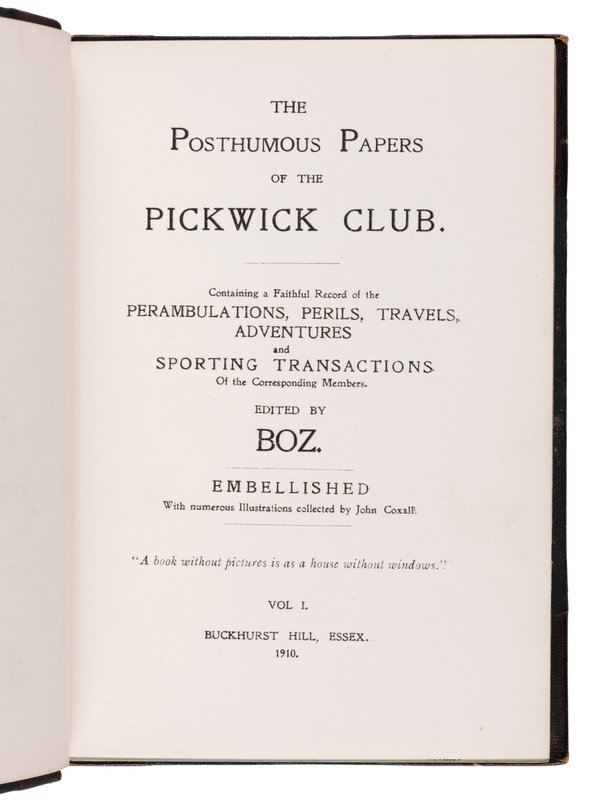 THE
POSTHUMOUS PAPERS
OF THE
PICKWICK CLUB.
Containing a Faithful Record of the
PERAMBULATIONS, PERILS, TRAVELS,
ADVENTURES
and
SPORTING TRANSACTIONS.
Of the Corresponding Members.
EDITED BY
BOZ.
EMBELLISHED
With numerous Illustrations collected by John Coxall.
"A book without pictures is as a house without windows."
VOL I.
BUCKHURST HILL, ESSEX.
1910.